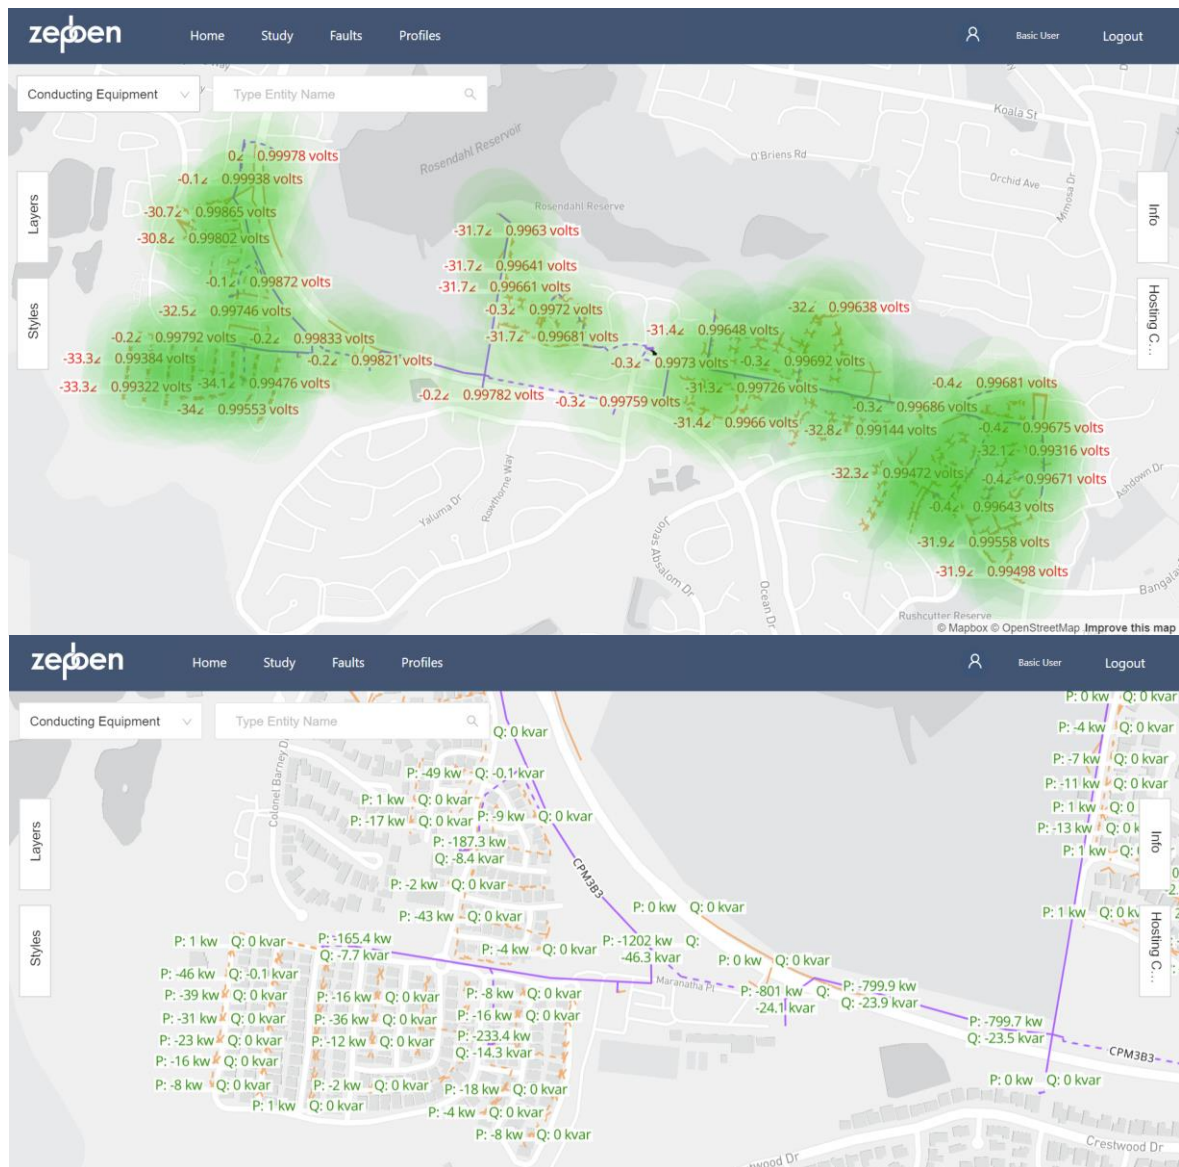 zepben Home Study Faults Profiles Basic User Logout
Conducting Equipment Type Entity Name
Koala St
Rosendahl Reservoir
O'Briens Rd
0∠ 0.99978 volts
Orchid Ave
Mimosa Dr
-0.1∠ 0.99938 volts
Layers
Info
Rosendahl Reserve
-30.7∠ 0.99865 volts
-31.7∠ 0.9963 volts
-30.8∠ 0.99802 volts
-31.7∠ 0.99641 volts
-0.1∠ 0.99872 volts
-31.7∠ 0.99661 volts
Styles
Hosting C...
-32.5∠ 0.99746 volts
-0.3∠ 0.9972 volts
-32∠ 0.99638 volts
-0.2∠ 0.99792 volts
-0.2∠ 0.99833 volts
-31.7∠ 0.99681 volts
-31.4∠ 0.99648 volts
-33.3∠ 0.99384 volts
-0.2∠ 0.99821 volts
-0.3∠ 0.9973 volts
-0.3∠ 0.99692 volts
-33.3∠ 0.99322 volts
-34.1∠ 0.99476 volts
-31.3∠ 0.99726 volts
-0.4∠ 0.99681 volts
-0.2∠ 0.99782 volts
-0.3∠ 0.99759 volts
-34∠ 0.99553 volts
-0.3∠ 0.99686 volts
-31.4∠ 0.9966 volts
-32.8∠ 0.99144 volts
-0.4∠ 0.99675 volts
-32.1∠ 0.99316 volts
-32.3∠ 0.99472 volts
-0.4∠ 0.99671 volts
Ashdown Dr
Rowthorne Way
Yaluma Dr
-0.4∠ 0.99643 volts
Jonas Absalom Dr
-31.9∠ 0.99558 volts
-31.9∠ 0.99498 volts
Ocean Dr
Bangala
Rushcutter Reserve
© Mapbox © OpenStreetMap Improve this map
zepben Home Study Faults Profiles Basic User Logout
Conducting Equipment Type Entity Name
P: 0 kw Q: 0 kvar
Q: 0 kvar
P: -4 kw Q: 0 kvar
Colonel Barney Dr
P: -7 kw Q: 0 kvar
P: -49 kw Q: -0.1 kvar
P: -11 kw Q: 0 kvar
P: 1 kw Q: 0 kvar
P: 1 kw Q: 0
P: -17 kw Q: 0 kvar
P: -9 kw Q: 0 kvar
P: -13 kw Q: 0 k
Layers
Info
P: -187.3 kw
Q: -8.4 kvar
P: 1 kw
CPM3B3
P: -2 kw Q: 0 kvar
P: 0 kw Q: 0 kvar
P: -43 kw Q: 0 kvar
P: 1 kw Q: 0 kv
Styles
Hosting C...
P: 1 kw Q: 0 kvar
P: -165.4 kw
Q: -7.7 kvar
P: -4 kw Q: 0 kvar
P: -1202 kw Q:
-46.3 kvar
P: 0 kw Q: 0 kvar
P: -46 kw Q: -0.1 kvar
Maranatha Pl
P: -39 kw Q: 0 kvar
P: -16 kw Q: 0 kvar
P: -8 kw Q: 0 kvar
P: -801 kw Q:
-24.1 kvar
P: -799.9 kw
Q: -23.9 kvar
P: -31 kw Q: 0 kvar
P: -36 kw Q: 0 kvar
P: -16 kw Q: 0 kvar
P: -799.7 kw
Q: -23.5 kvar
P: -23 kw Q: 0 kvar
P: -12 kw Q: 0 kvar
P: -233.4 kw
Q: -14.3 kvar
CPM3B3
P: -16 kw Q: 0 kvar
P: -8 kw Q: 0 kvar
P: -2 kw Q: 0 kvar
P: -18 kw Q: 0 kvar
P: 0 kw Q: 0 kvar
P: 1 kw Q: 0 kvar
P: -4 kw Q: 0 kvar
P: -8 kw Q: 0 kvar
Crestwood Dr
twood Dr